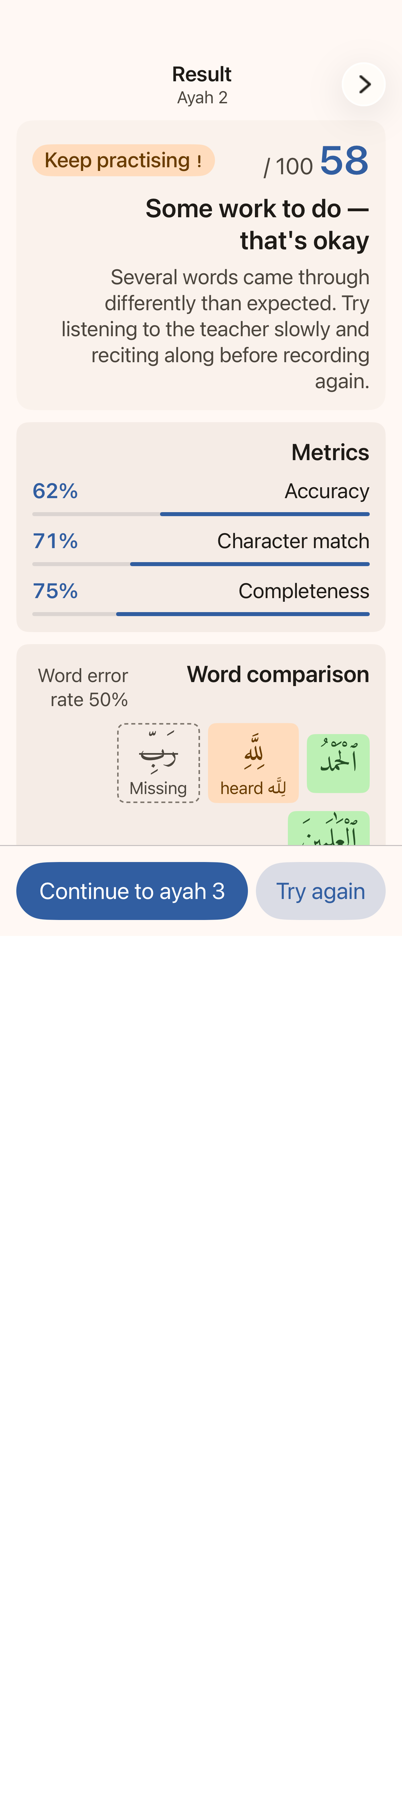 Result
Ayah 2
Keep practising !
/ 100 58
Some work to do —
that's okay
Several words came through
differently than expected. Try
listening to the teacher slowly and
reciting along before recording
again.
Metrics
62% Accuracy
71% Character match
75% Completeness
Word comparison
Word error
rate 50%
ٱلْحَمْدُ
لِلَّهِ
heard لِلَّه
رَبِّ
Missing
ٱلْعَٰلَمِينَ
Continue to ayah 3
Try again